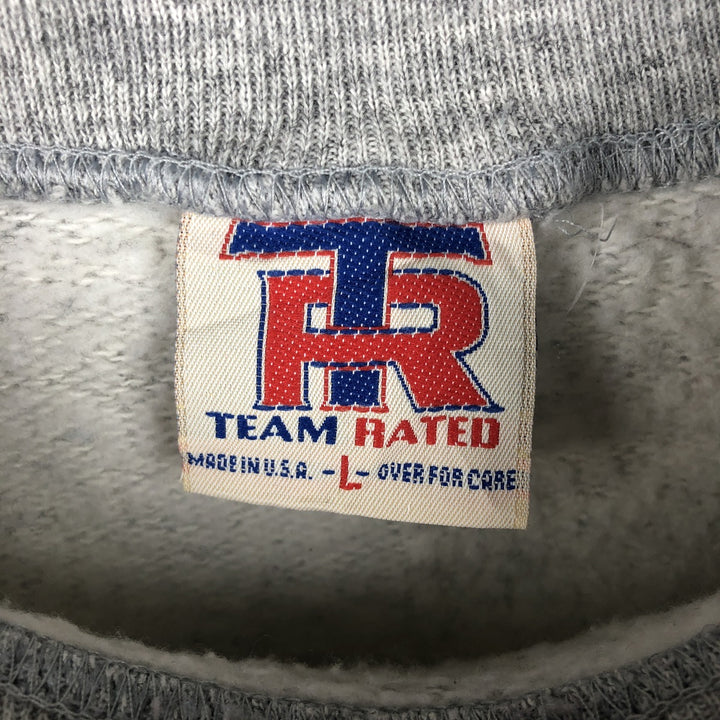 TR
TEAM RATED
MADE IN U.S.A. - L - OVER FOR CARE